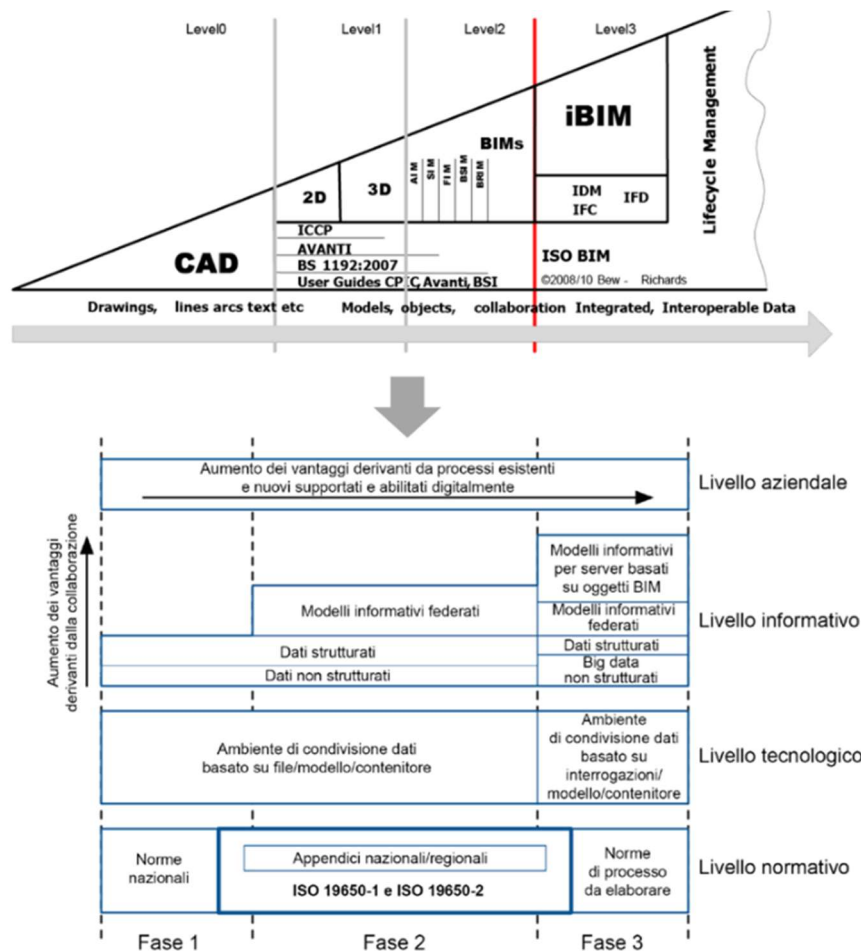 Level0
Level1
Level2
Level3
Lifecycle Management
iBIM
BIMs
AIM
SIM
FIM
BSIM
BRIM
2D
3D
IDM
IFC
IFD
CAD
ICCP
AVANTI
BS 1192:2007
User Guides CPIC, Avanti, BSI
ISO BIM
©2008/10 Bew - Richards
Drawings, lines arcs text etc
Models, objects, collaboration
Integrated, Interoperable Data
Aumento dei vantaggi derivanti da processi esistenti
e nuovi supportati e abilitati digitalmente
Livello aziendale
Aumento dei vantaggi
derivanti dalla collaborazione
Modelli informativi
per server basati
su oggetti BIM
Modelli informativi federati
Modelli informativi
federati
Livello informativo
Dati strutturati
Dati strutturati
Dati non strutturati
Big data
non strutturati
Ambiente di condivisione dati
basato su file/modello/contenitore
Ambiente
di condivisione dati
basato su
interrogazioni/
modello/contenitore
Livello tecnologico
Norme
nazionali
Appendici nazionali/regionali
ISO 19650-1 e ISO 19650-2
Norme
di processo
da elaborare
Livello normativo
Fase 1
Fase 2
Fase 3